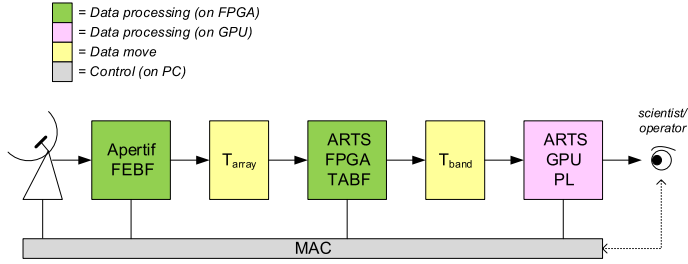 = Data processing (on FPGA)
= Data processing (on GPU)
= Data move
= Control (on PC)
scientist/
operator
Apertif
FEBF
Tarray
ARTS
FPGA
TABF
Tband
ARTS
GPU
PL
MAC